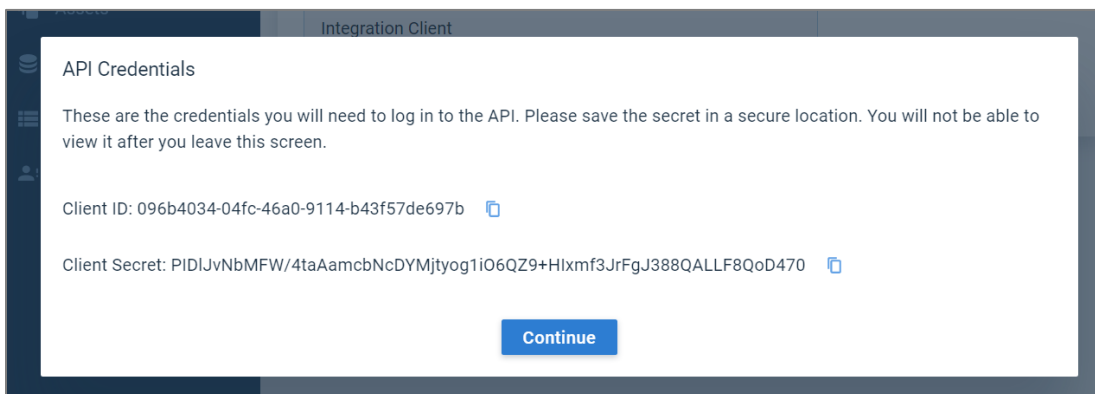 Assets
Integration Client
API Credentials
These are the credentials you will need to log in to the API. Please save the secret in a secure location. You will not be able to
view it after you leave this screen.
Client ID: 096b4034-04fc-46a0-9114-b43f57de697b
Client Secret: PIDlJvNbMFW/4taAamcbNcDYMjtyog1iO6QZ9+HIxmf3JrFgJ388QALLF8QoD470
Continue